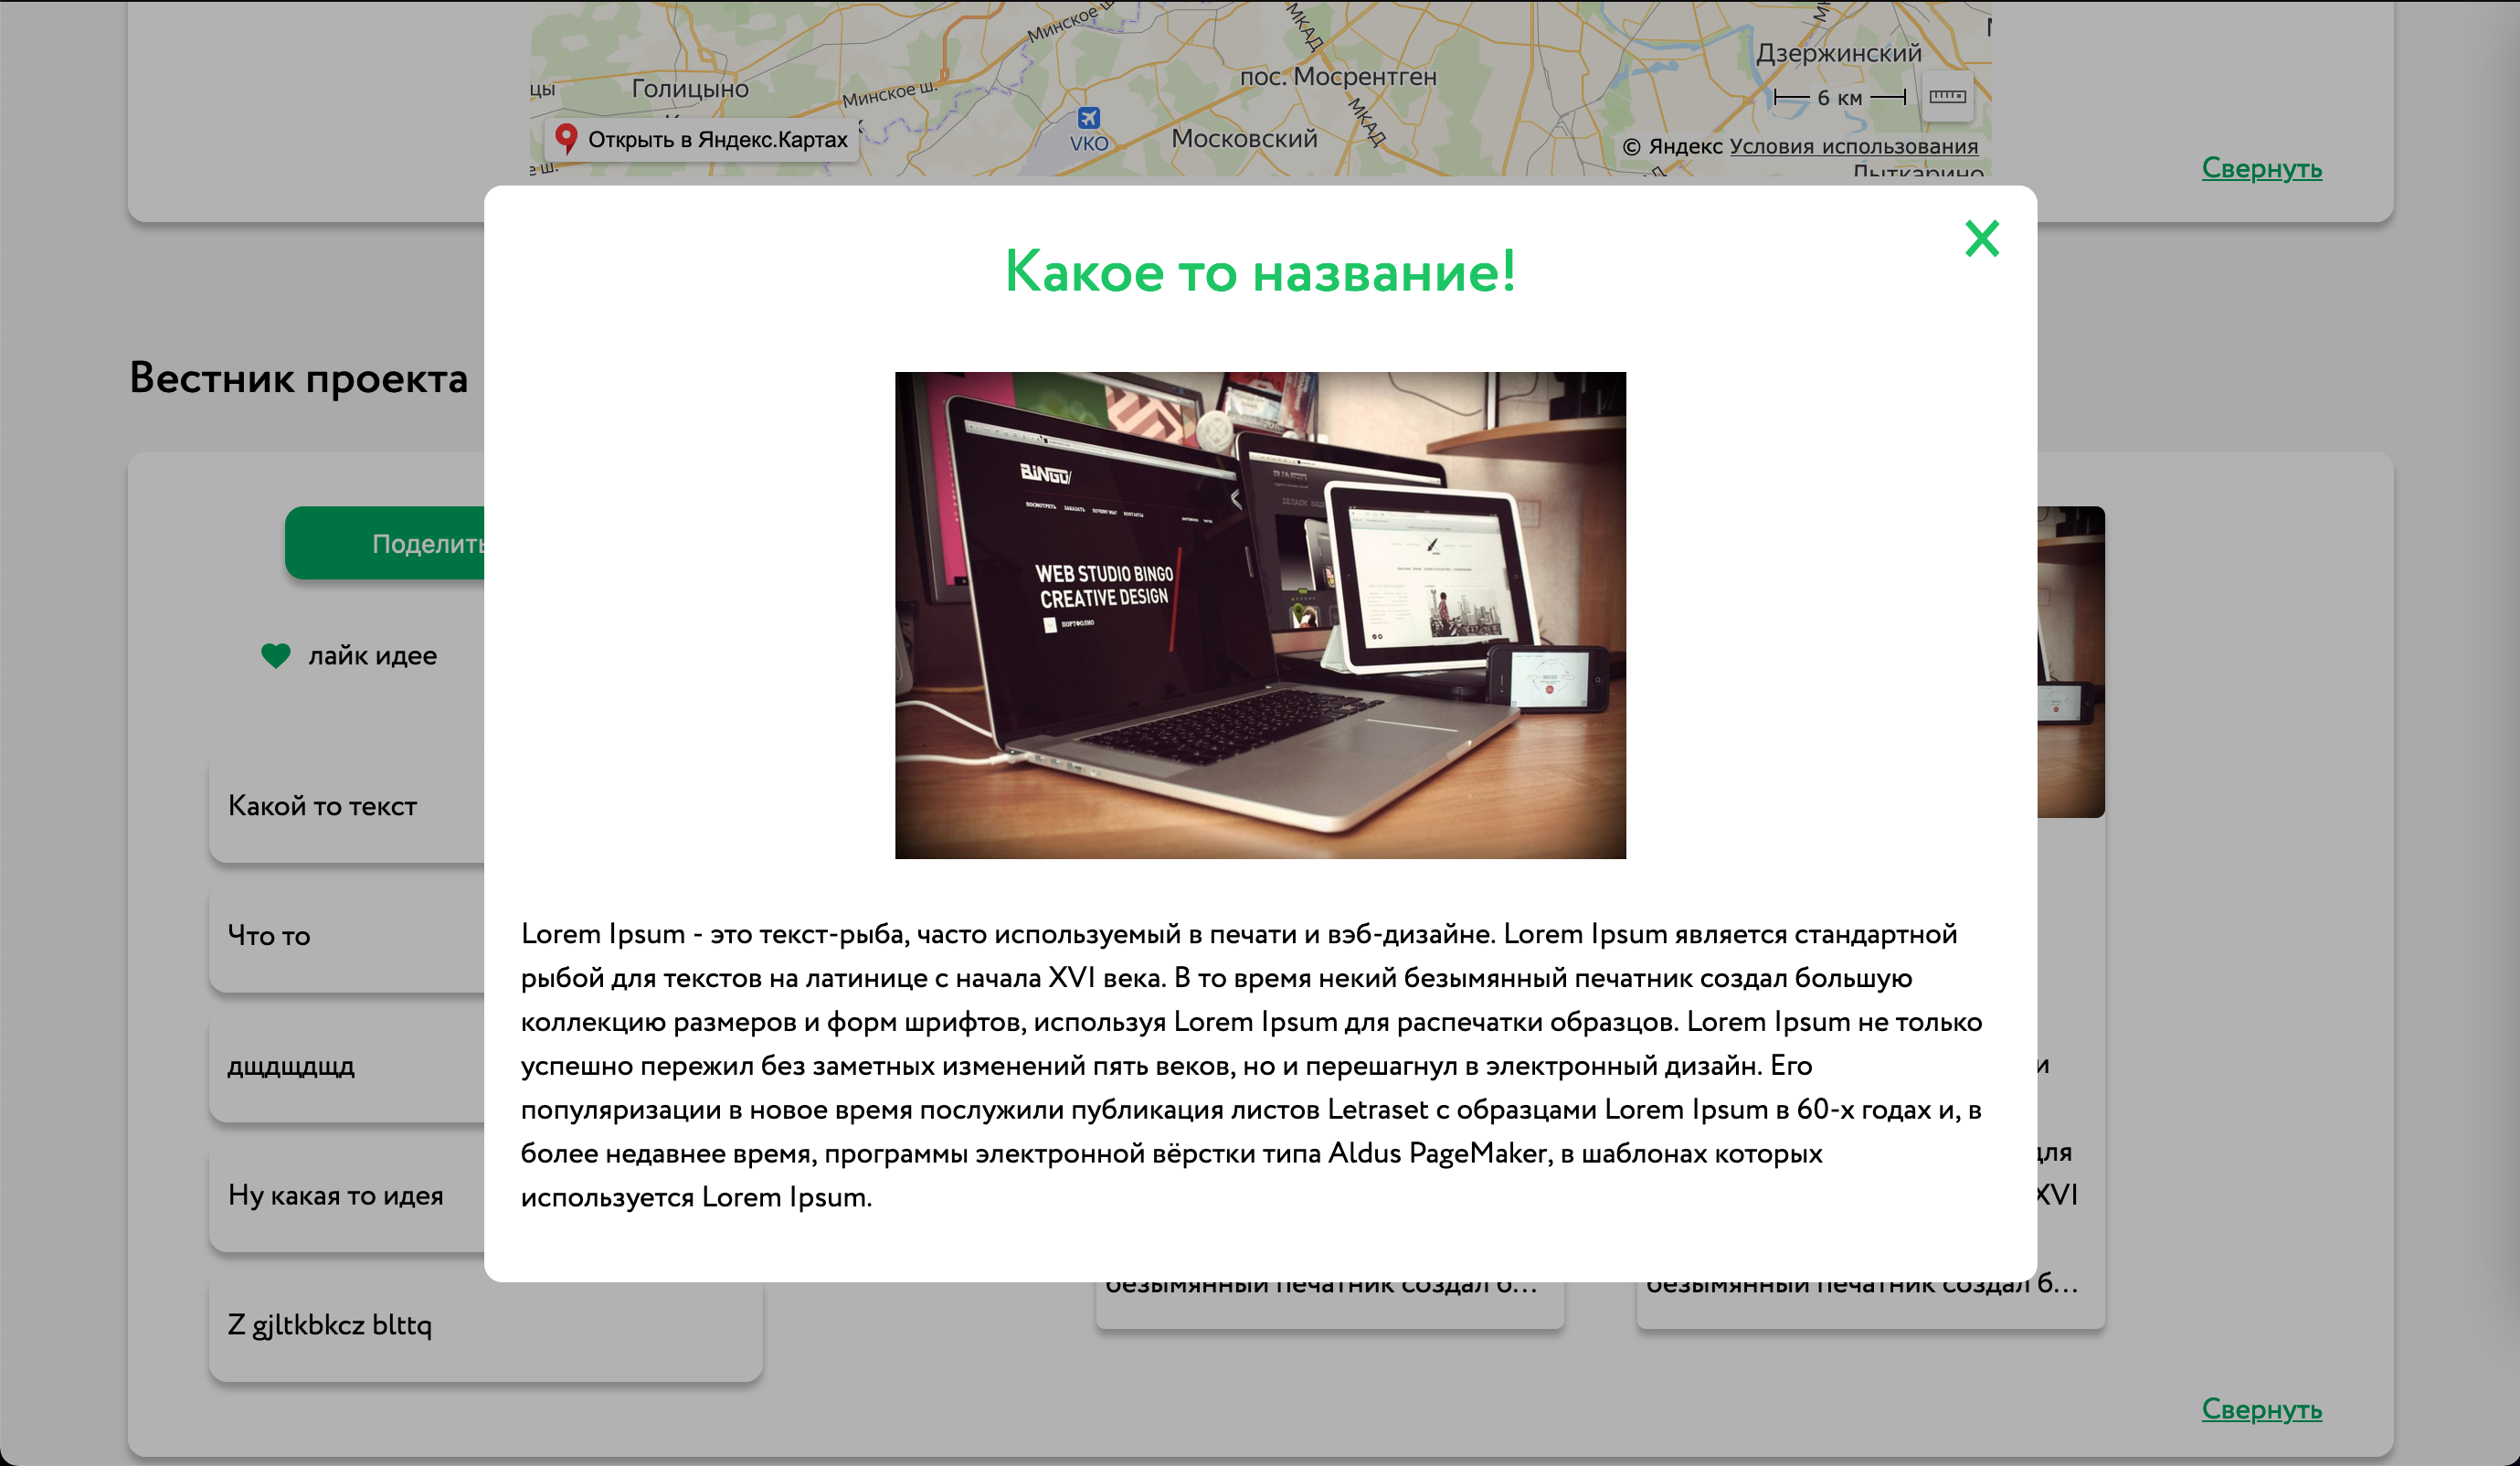 Минское ш.
МКАД
Дзержинский
пос. Мосрентген
цы
Голицыно
Минское ш.
6 км
МКАД
VKO
Московский
Открыть в Яндекс.Картах
© Яндекс Условия использования
е ш.
Лыткарино
Свернуть
X
Какое то название!
Вестник проекта
BINGO/
ПОСМОТРЕТЬ ЗАКАЗАТЬ ПОЧЕМУ МЫ? КОНТАКТЫ
WEB STUDIO BINGO
CREATIVE DESIGN
ПОРТФОЛИО
Поделить
лайк идее
Какой то текст
Что то
дщдщдщд
Ну какая то идея
Z gjltkbkcz blttq
Lorem Ipsum - это текст-рыба, часто используемый в печати и вэб-дизайне. Lorem Ipsum является стандартной
рыбой для текстов на латинице с начала XVI века. В то время некий безымянный печатник создал большую
коллекцию размеров и форм шрифтов, используя Lorem Ipsum для распечатки образцов. Lorem Ipsum не только
успешно пережил без заметных изменений пять веков, но и перешагнул в электронный дизайн. Его
популяризации в новое время послужили публикация листов Letraset с образцами Lorem Ipsum в 60-х годах и, в
более недавнее время, программы электронной вёрстки типа Aldus PageMaker, в шаблонах которых
используется Lorem Ipsum.
и
для
XVI
безымянный печатник создал б...
безымянный печатник создал б...
Свернуть